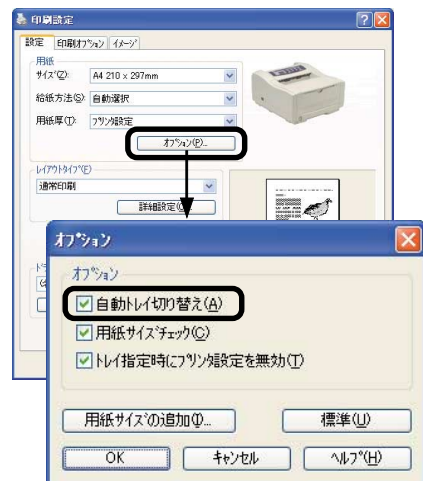 印刷設定
設定 印刷オプション イメージ
用紙
サイズ(Z): A4 210 x 297mm
給紙方法(S): 自動選択
用紙厚(T): プリンタ設定
オプション(P)...
レイアウトタイプ(E)
通常印刷
詳細設定
オプション
オプション
自動トレイ切り替え(A)
用紙サイズチェック(C)
トレイ指定時にプリンタ設定を無効(T)
用紙サイズの追加(I)...
標準(U)
OK キャンセル ヘルプ(H)